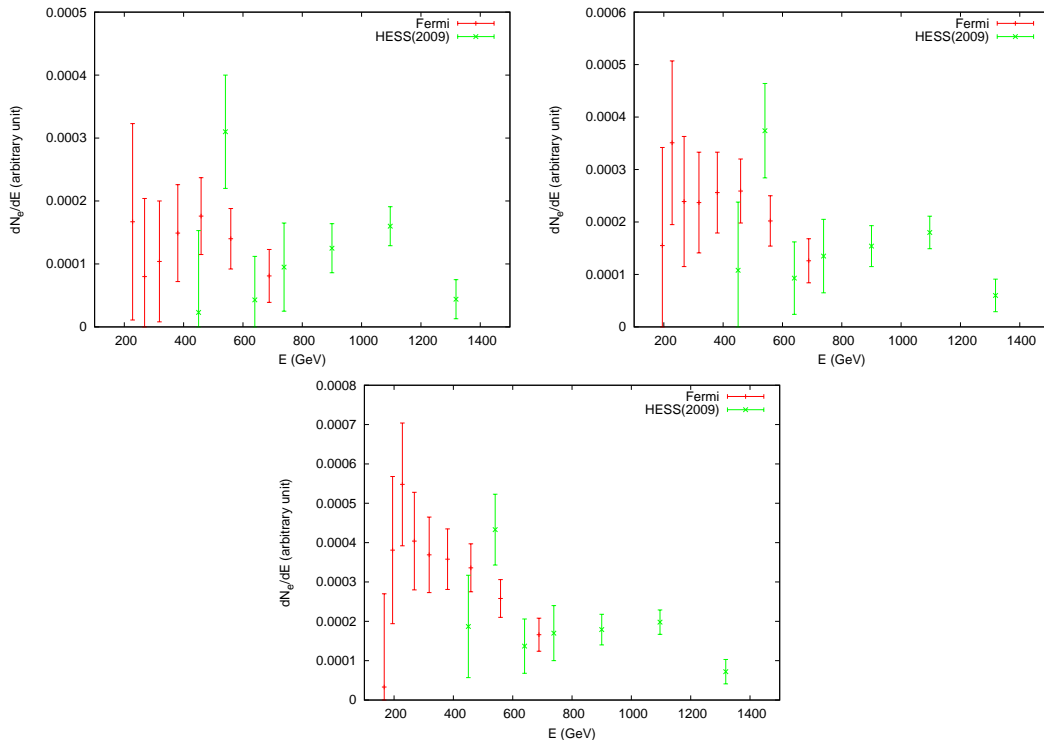 0.0005
0.0004
0.0003
0.0002
0.0001
0
200 400 600 800 1000 1200 1400
dNe/dE (arbitrary unit)
E (GeV)
Fermi
HESS(2009)
0.0006
0.0005
0.0004
0.0003
0.0002
0.0001
0
200 400 600 800 1000 1200 1400
dNe/dE (arbitrary unit)
E (GeV)
Fermi
HESS(2009)
0.0008
0.0007
0.0006
0.0005
0.0004
0.0003
0.0002
0.0001
0
200 400 600 800 1000 1200 1400
dNe/dE (arbitrary unit)
E (GeV)
Fermi
HESS(2009)